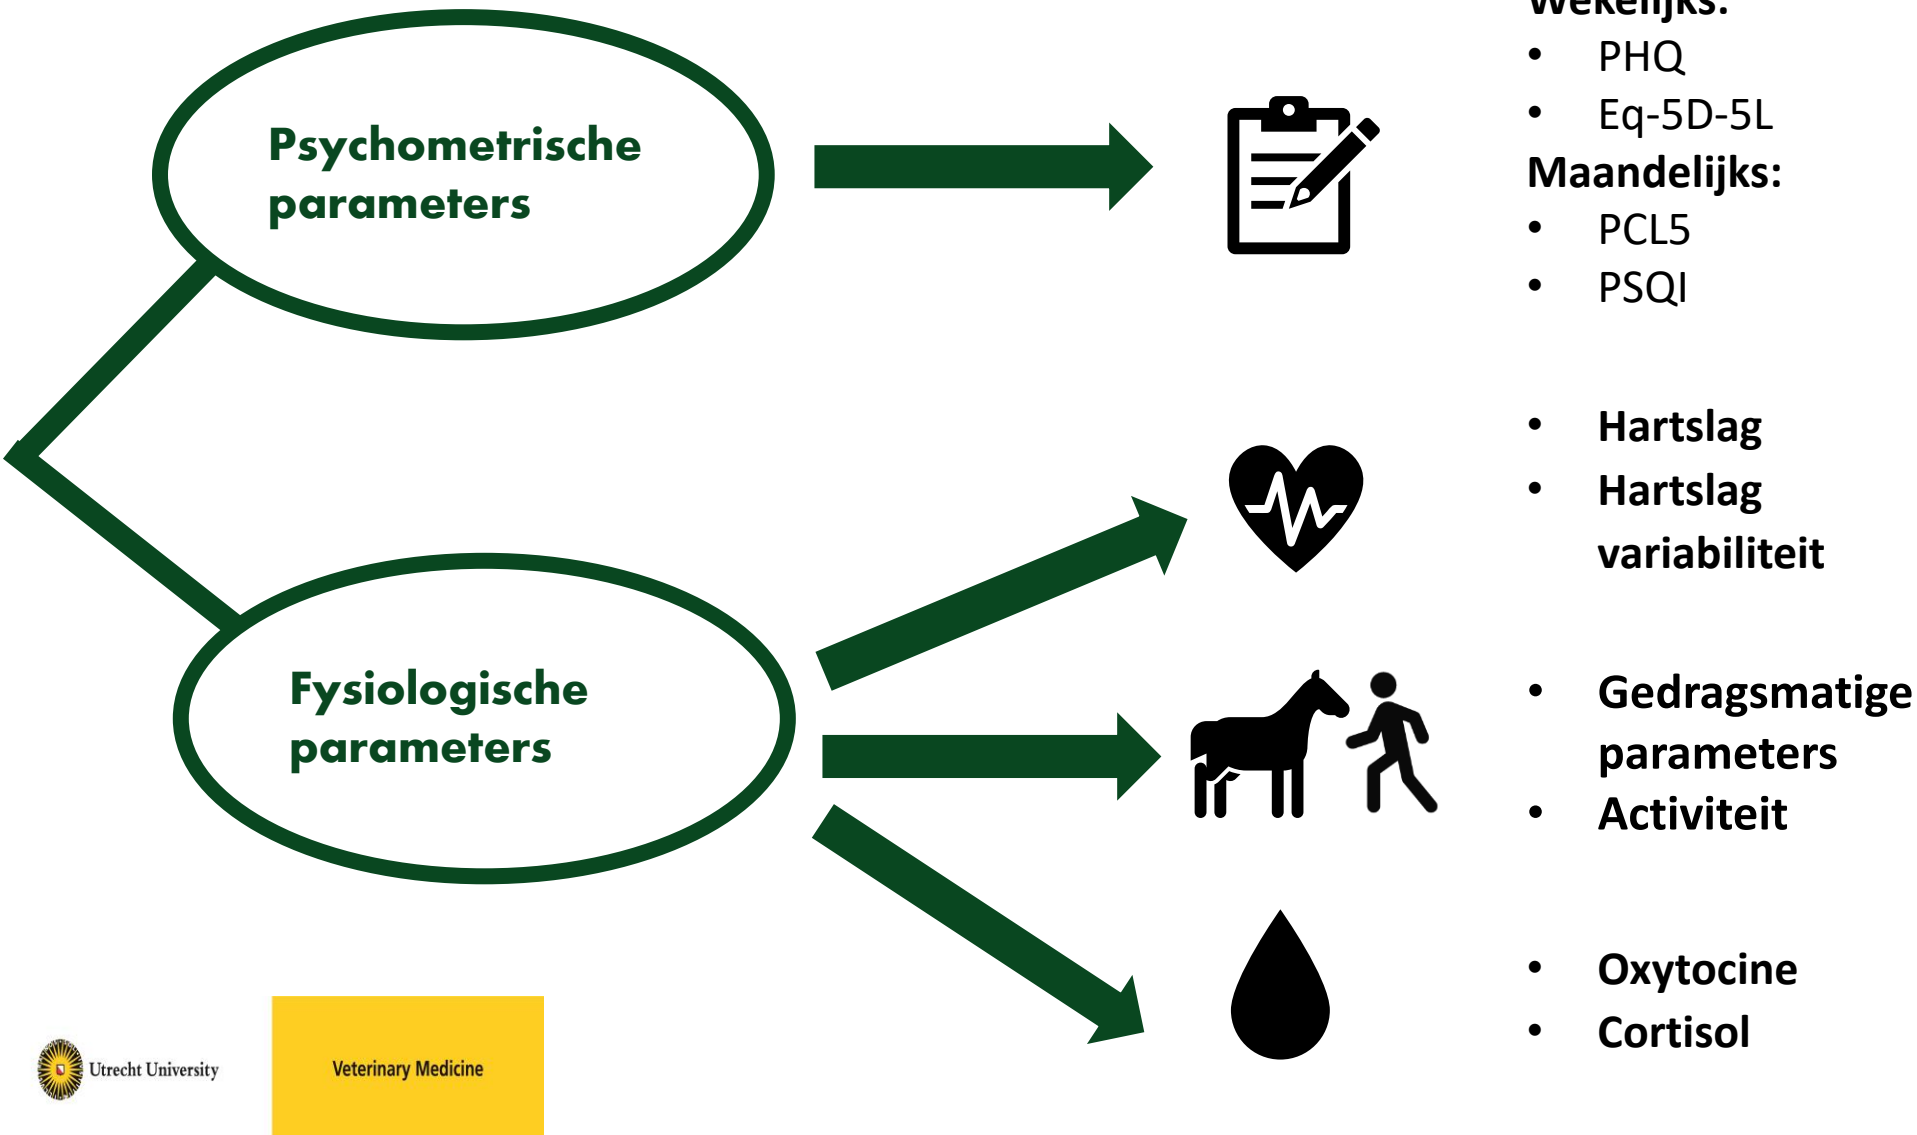 Psychometrische
parameters
Wekelijks:
• PHQ
• Eq-5D-5L
Maandelijks:
• PCL5
• PSQI
Fysiologische
parameters
• Hartslag
• Hartslag
variabiliteit
• Gedragsmatige
parameters
• Activiteit
• Oxytocine
• Cortisol
Utrecht University
Veterinary Medicine